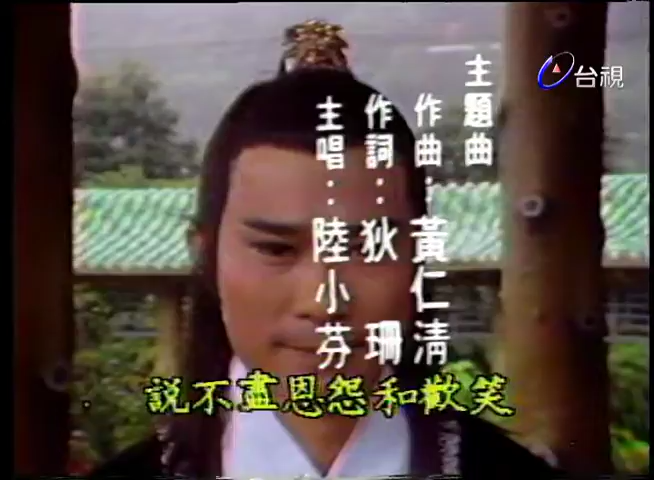 台視
主題曲
作曲：黃仁清
作詞：狄珊
主唱：陸小芬
説不盡恩怨和歡笑